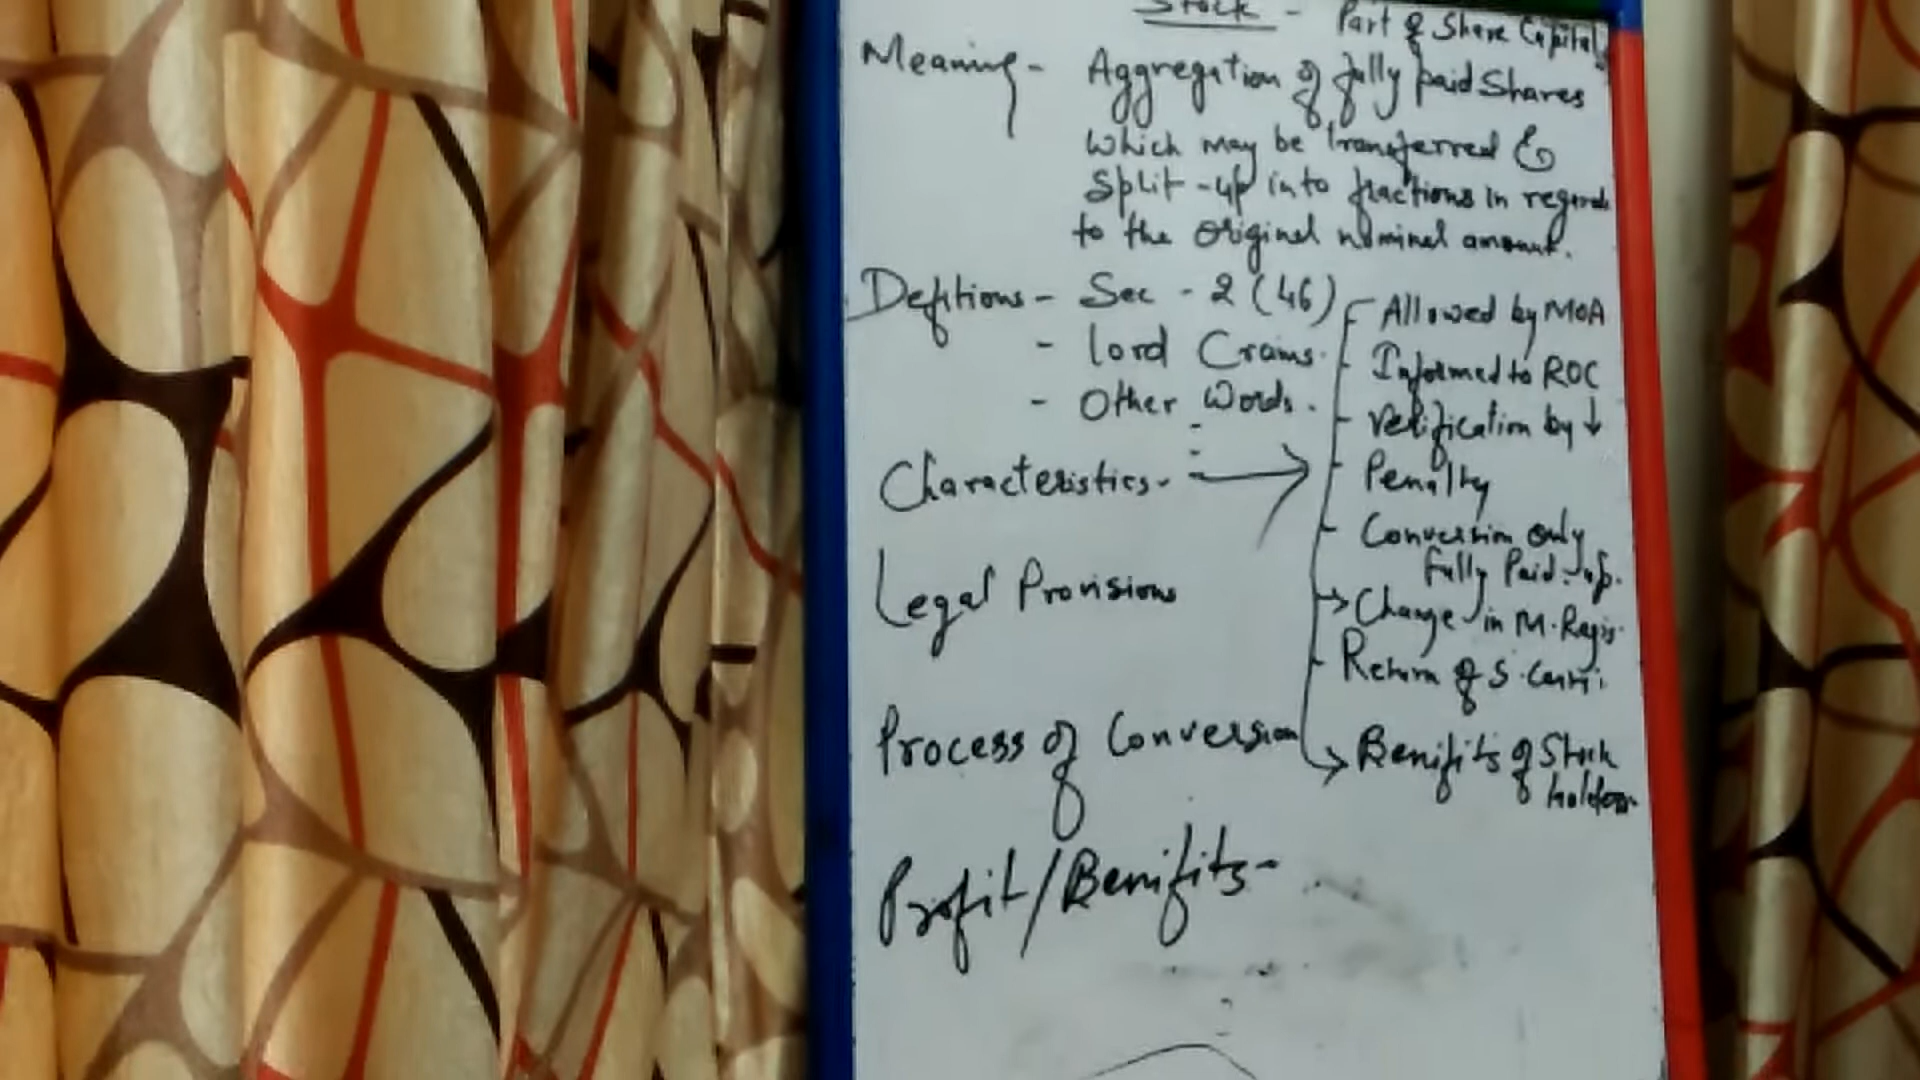 Stock - Part of Share Capital
Meaning - Aggregation of fully paid Shares
which may be transferred &
Split-up into fractions in regards
to the original nominal amount.
Defitions - Sec - 2 (46)
- Lord Crains.
- Other Words.
Characteristics.
Legal Provisions
Process of Conversion
Profit/Benifits-
Allowed by MOA
Informed to ROC
Verification by ↓
Penalty
Conversion only
fully Paid-up.
Change in M. Regis.
Return of S. Certi.
Benifits of Stock
holders